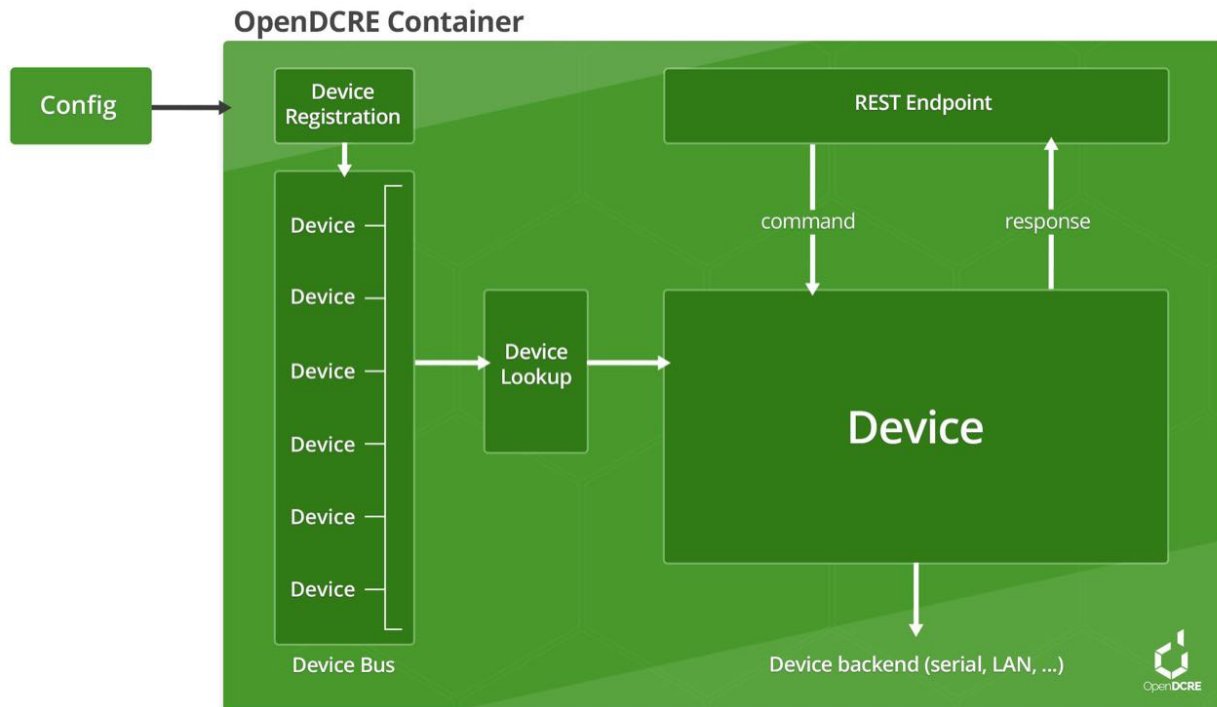 OpenDCRE Container
Config
Device
Registration
REST Endpoint
command
response
Device
Device
Device
Device
Device
Device
Device
Lookup
Device
Device Bus
Device backend (serial, LAN, ...)
OpenDCRE